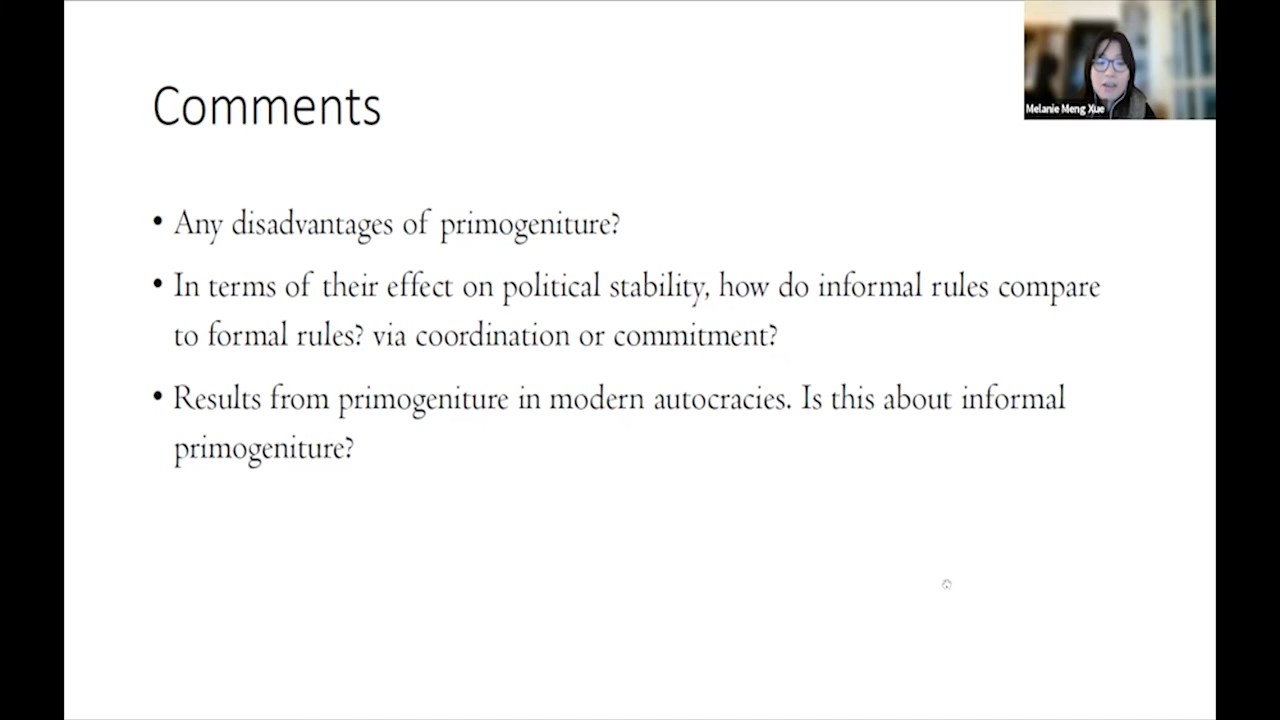 Comments
Melanie Meng Xue
• Any disadvantages of primogeniture?
• In terms of their effect on political stability, how do informal rules compare
to formal rules? via coordination or commitment?
• Results from primogeniture in modern autocracies. Is this about informal
primogeniture?